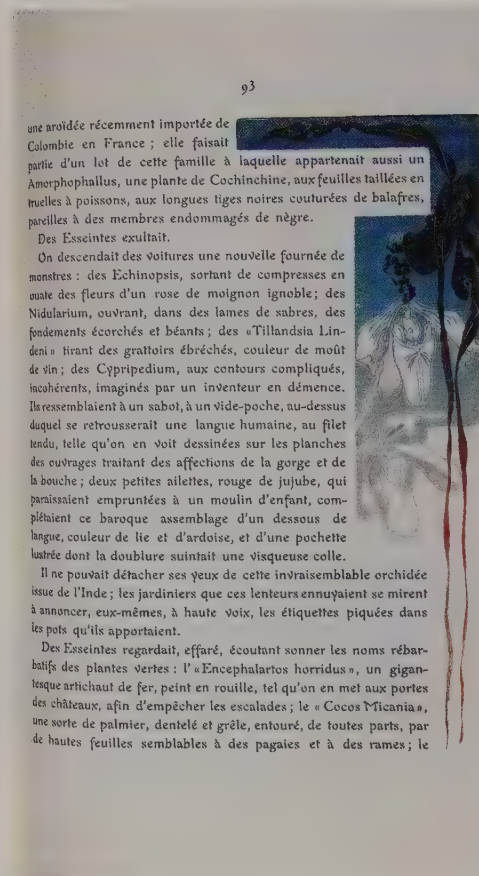 93
une aroïdée récemment importée de
Colombie en France ; elle faisait
partie d'un lot de cette famille à laquelle appartenait aussi un
Amorphophallus, une plante de Cochinchine, aux feuilles taillées en
truelles à poissons, aux longues tiges noires couturées de balafres,
pareilles à des membres endommagés de nègre.
Des Esseintes exultait.
On descendait des voitures une nouvelle fournée de
monstres : des Echinopsis, sortant de compresses en
ouate des fleurs d'un rose de moignon ignoble ; des
Nidularium, ouvrant, dans des lames de sabres, des
fondements écorchés et béants ; des « Tillandsia Lin-
deni » tirant des grattoirs ébréchés, couleur de moût
de vin ; des Cypripedium, aux contours compliqués,
incohérents, imaginés par un inventeur en démence.
Ils ressemblaient à un sabot, à un vide-poche, au-dessus
duquel se retrousserait une langue humaine, au filet
tendu, telle qu'on en voit dessinées sur les planches
des ouvrages traitant des affections de la gorge et de
la bouche ; deux petites ailettes, rouge de jujube, qui
paraissaient empruntées à un moulin d'enfant, com-
plétaient ce baroque assemblage d'un dessous de
langue, couleur de lie et d'ardoise, et d'une pochette
lustrée dont la doublure suintait une visqueuse colle.
Il ne pouvait détacher ses yeux de cette invraisemblable orchidée
issue de l'Inde ; les jardiniers que ces lenteurs ennuyaient se mirent
à annoncer, eux-mêmes, à haute voix, les étiquettes piquées dans
les pots qu'ils apportaient.
Des Esseintes regardait, effaré, écoutant sonner les noms rébar-
batifs des plantes vertes : l' « Encephalartos horridus », un gigan-
tesque artichaut de fer, peint en rouille, tel qu'on en met aux portes
des châteaux, afin d'empêcher les escalades ; le « Cocos Micania »,
une sorte de palmier, dentelé et grêle, entouré, de toutes parts, par
de hautes feuilles semblables à des pagaies et à des rames ; le